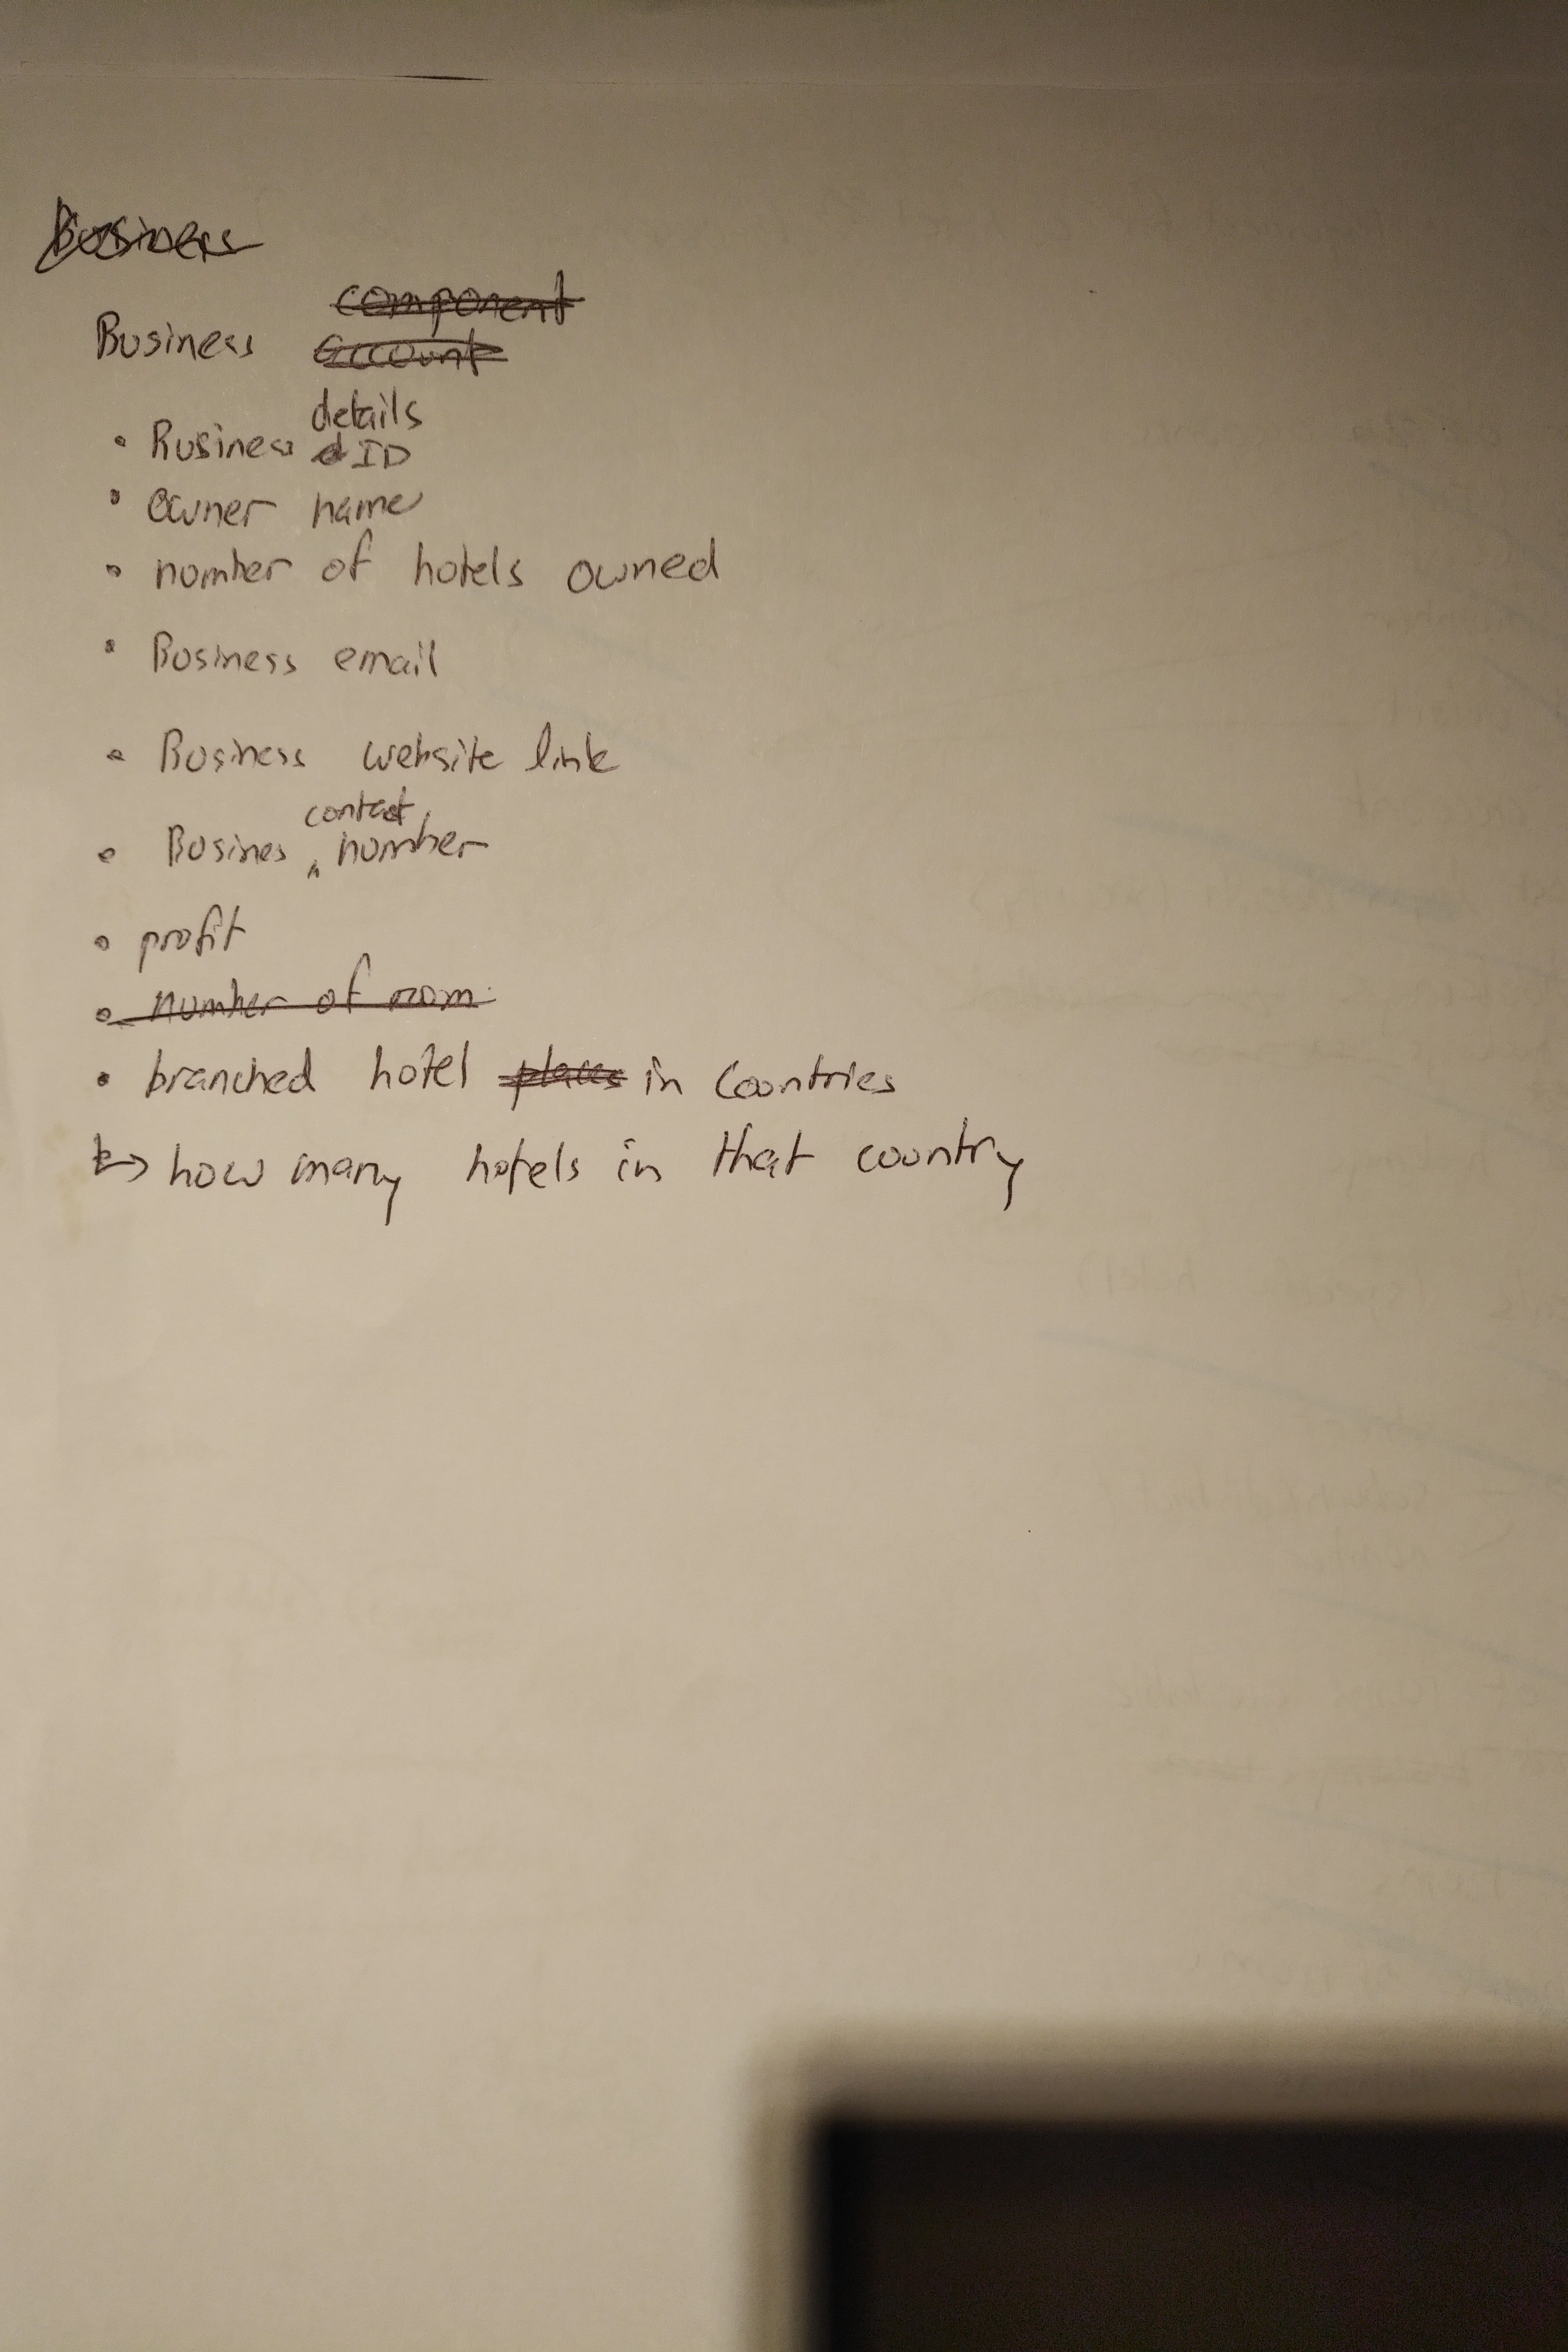 Business
component
Business account
details
• Business ID
• Owner name
• number of hotels owned
• Business email
• Business website link
contact
• Busines number
• profit
• number of room
• branched hotel places in Countries
↳ how many hotels in that country